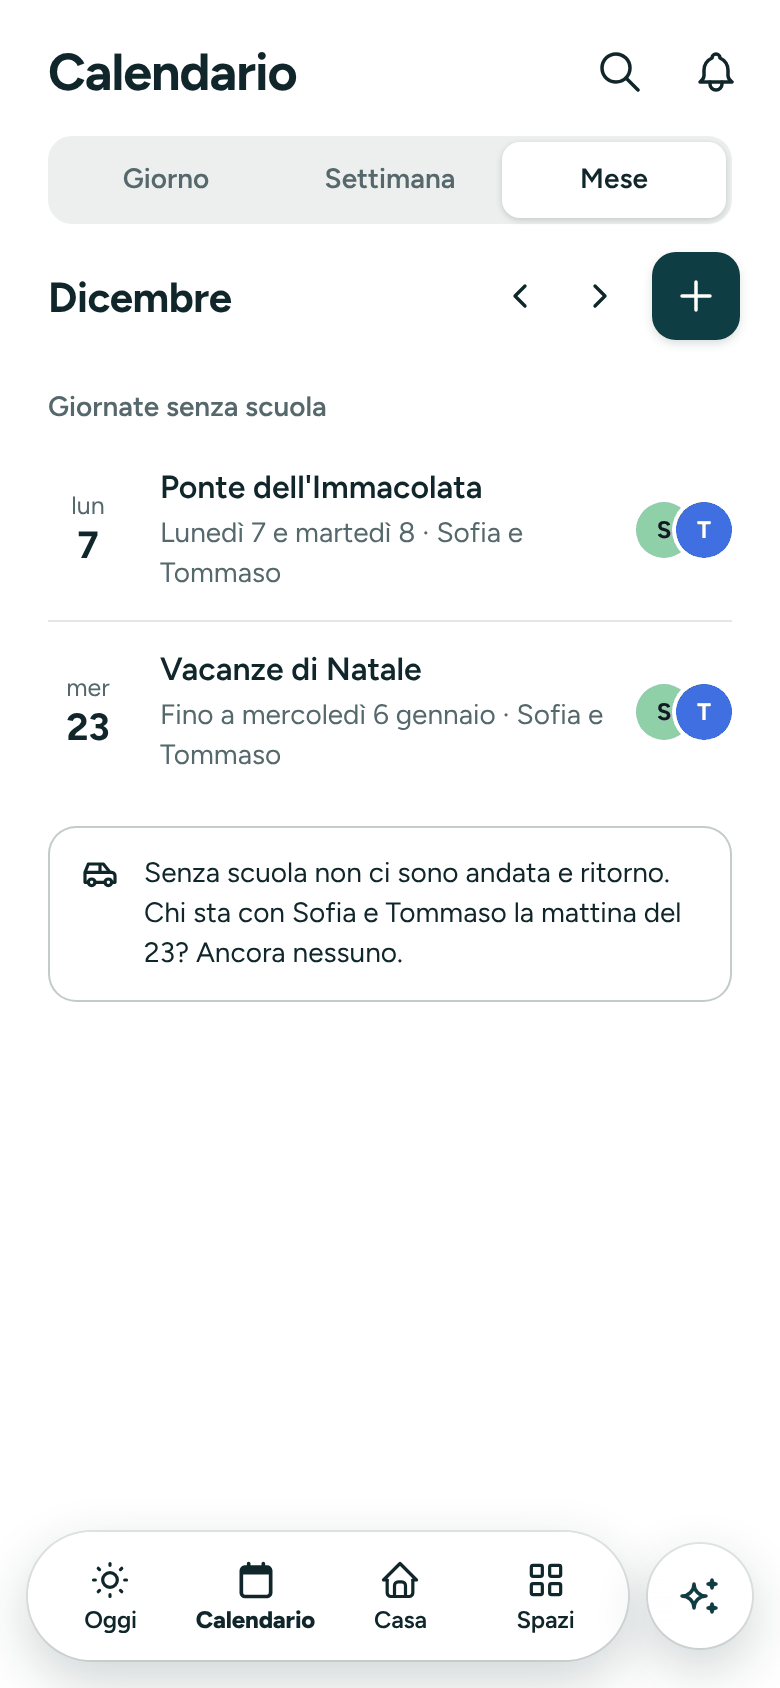 Calendario
Giorno
Settimana
Mese
Dicembre
Giornate senza scuola
lun
7
Ponte dell'Immacolata
Lunedì 7 e martedì 8 · Sofia e
Tommaso
S
T
mer
23
Vacanze di Natale
Fino a mercoledì 6 gennaio · Sofia e
Tommaso
S
T
Senza scuola non ci sono andata e ritorno.
Chi sta con Sofia e Tommaso la mattina del
23? Ancora nessuno.
Oggi
Calendario
Casa
Spazi